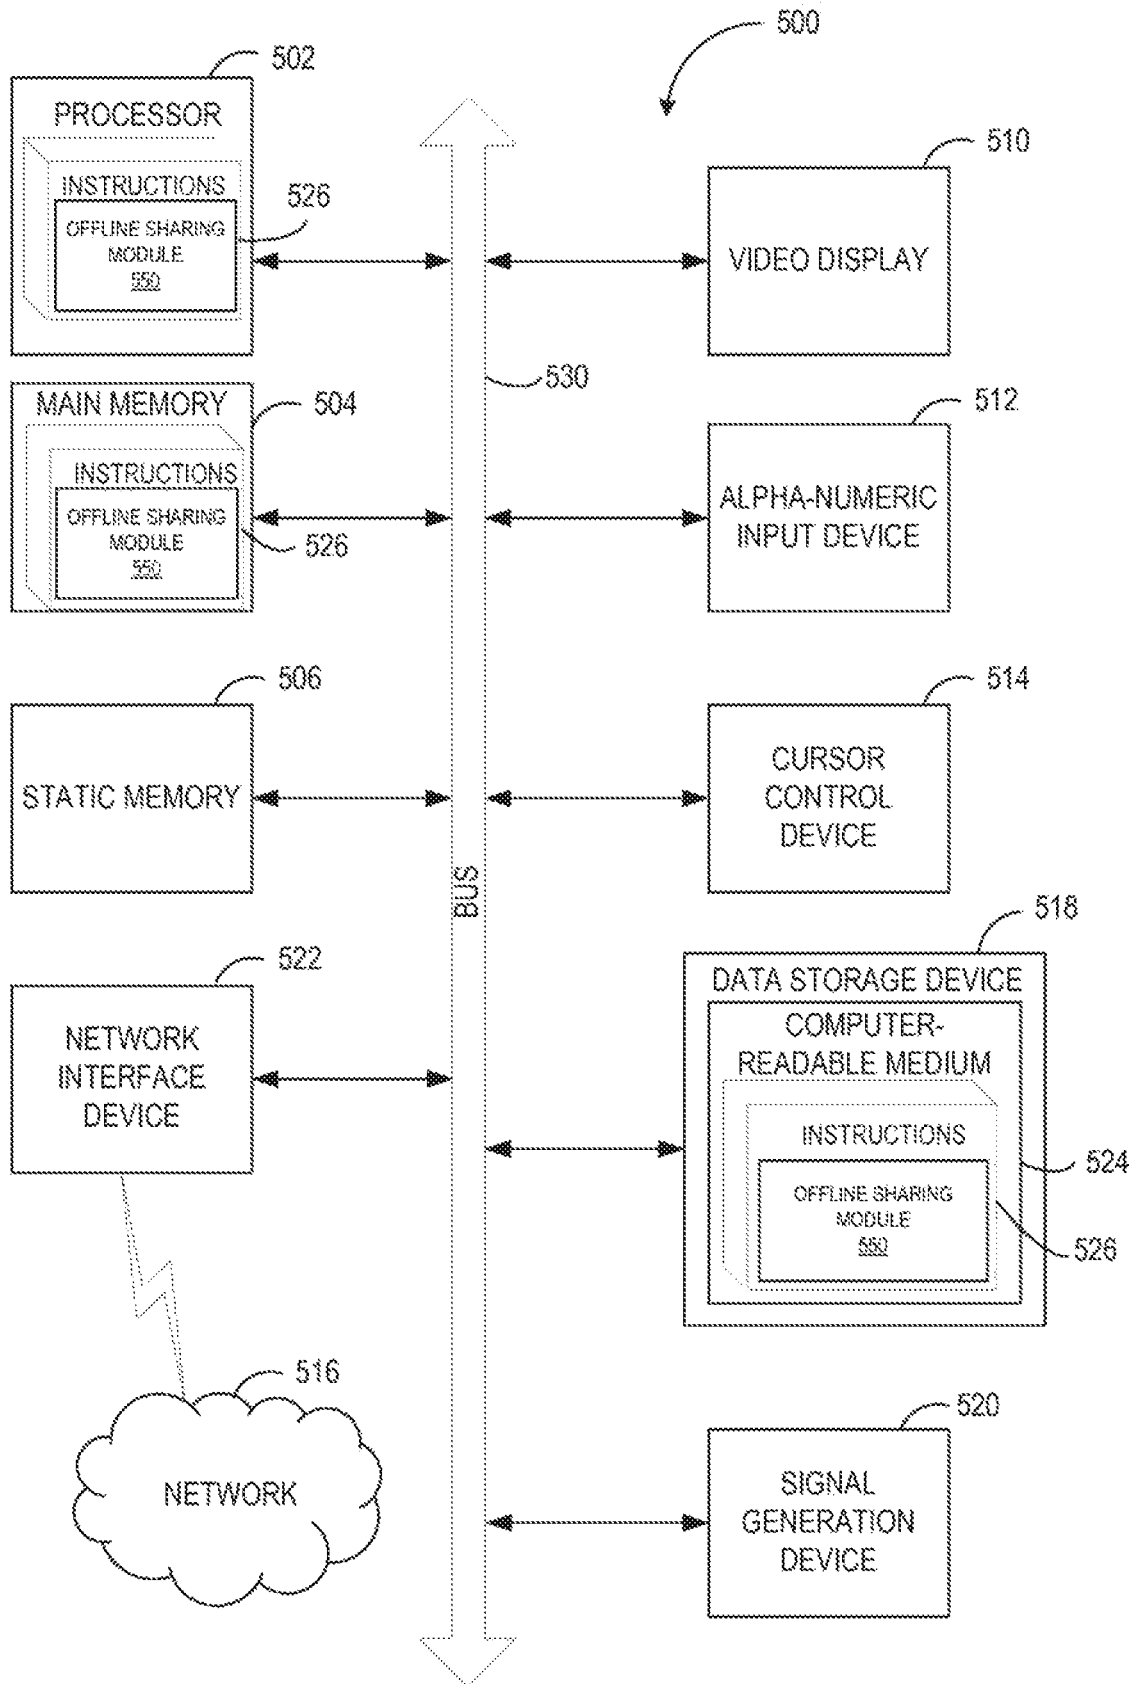 500
502
PROCESSOR
INSTRUCTIONS
OFFLINE SHARING
MODULE
550
526
510
VIDEO DISPLAY
530
MAIN MEMORY
504
INSTRUCTIONS
OFFLINE SHARING
MODULE
550
526
512
ALPHA-NUMERIC
INPUT DEVICE
506
STATIC MEMORY
514
CURSOR
CONTROL
DEVICE
BUS
522
NETWORK
INTERFACE
DEVICE
518
DATA STORAGE DEVICE
COMPUTER-
READABLE MEDIUM
INSTRUCTIONS
524
OFFLINE SHARING
MODULE
550
526
516
NETWORK
520
SIGNAL
GENERATION
DEVICE